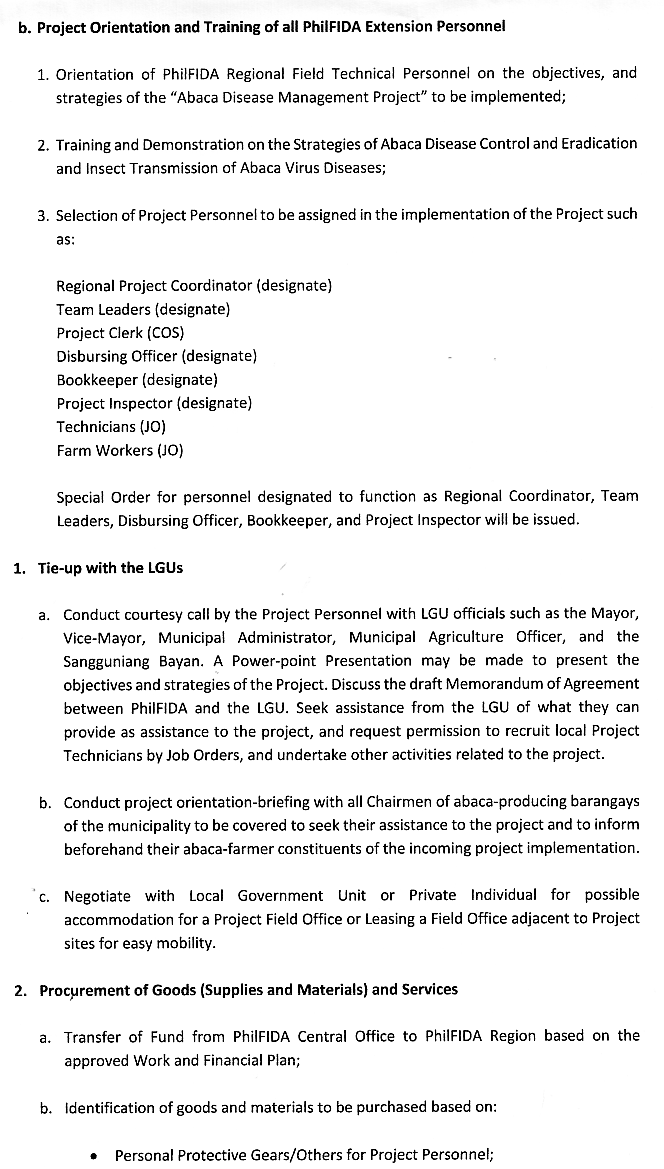 b. Project Orientation and Training of all PhilFIDA Extension Personnel
1. Orientation of PhilFIDA Regional Field Technical Personnel on the objectives, and
strategies of the “Abaca Disease Management Project” to be implemented;
2. Training and Demonstration on the Strategies of Abaca Disease Control and Eradication
and Insect Transmission of Abaca Virus Diseases;
3. Selection of Project Personnel to be assigned in the implementation of the Project such
as:
Regional Project Coordinator (designate)
Team Leaders (designate)
Project Clerk (COS)
Disbursing Officer (designate)
Bookkeeper (designate)
Project Inspector (designate)
Technicians (JO)
Farm Workers (JO)
Special Order for personnel designated to function as Regional Coordinator, Team
Leaders, Disbursing Officer, Bookkeeper, and Project Inspector will be issued.
1. Tie-up with the LGUs
a. Conduct courtesy call by the Project Personnel with LGU officials such as the Mayor,
Vice-Mayor, Municipal Administrator, Municipal Agriculture Officer, and the
Sangguniang Bayan. A Power-point Presentation may be made to present the
objectives and strategies of the Project. Discuss the draft Memorandum of Agreement
between PhilFIDA and the LGU. Seek assistance from the LGU of what they can
provide as assistance to the project, and request permission to recruit local Project
Technicians by Job Orders, and undertake other activities related to the project.
b. Conduct project orientation-briefing with all Chairmen of abaca-producing barangays
of the municipality to be covered to seek their assistance to the project and to inform
beforehand their abaca-farmer constituents of the incoming project implementation.
c. Negotiate with Local Government Unit or Private Individual for possible
accommodation for a Project Field Office or Leasing a Field Office adjacent to Project
sites for easy mobility.
2. Procurement of Goods (Supplies and Materials) and Services
a. Transfer of Fund from PhilFIDA Central Office to PhilFIDA Region based on the
approved Work and Financial Plan;
b. Identification of goods and materials to be purchased based on:
• Personal Protective Gears/Others for Project Personnel;